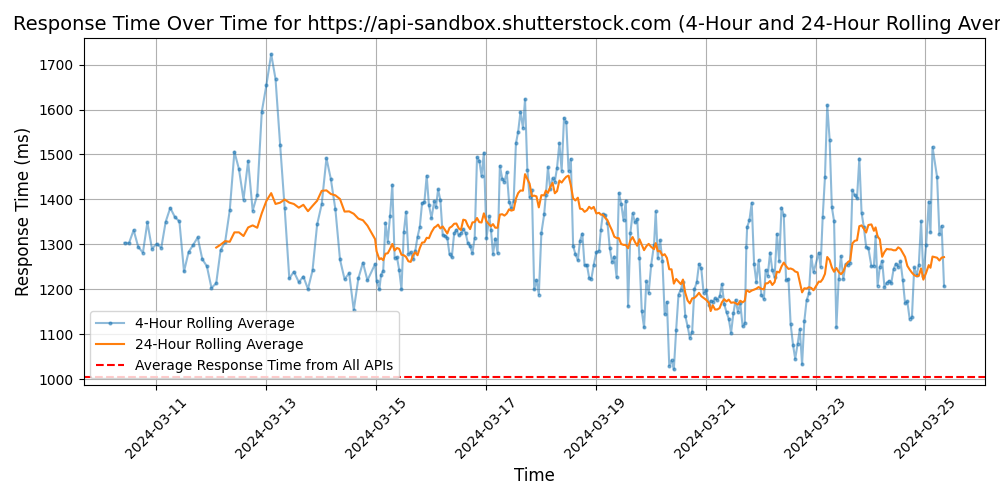 Response Time Over Time for https://api-sandbox.shutterstock.com (4-Hour and 24-Hour Rolling Aver
Response Time (ms)
1700
1600
1500
1400
1300
1200
1100
1000
4-Hour Rolling Average
24-Hour Rolling Average
Average Response Time from All APIs
2024-03-11
2024-03-13
2024-03-15
2024-03-17
2024-03-19
2024-03-21
2024-03-23
2024-03-25
Time